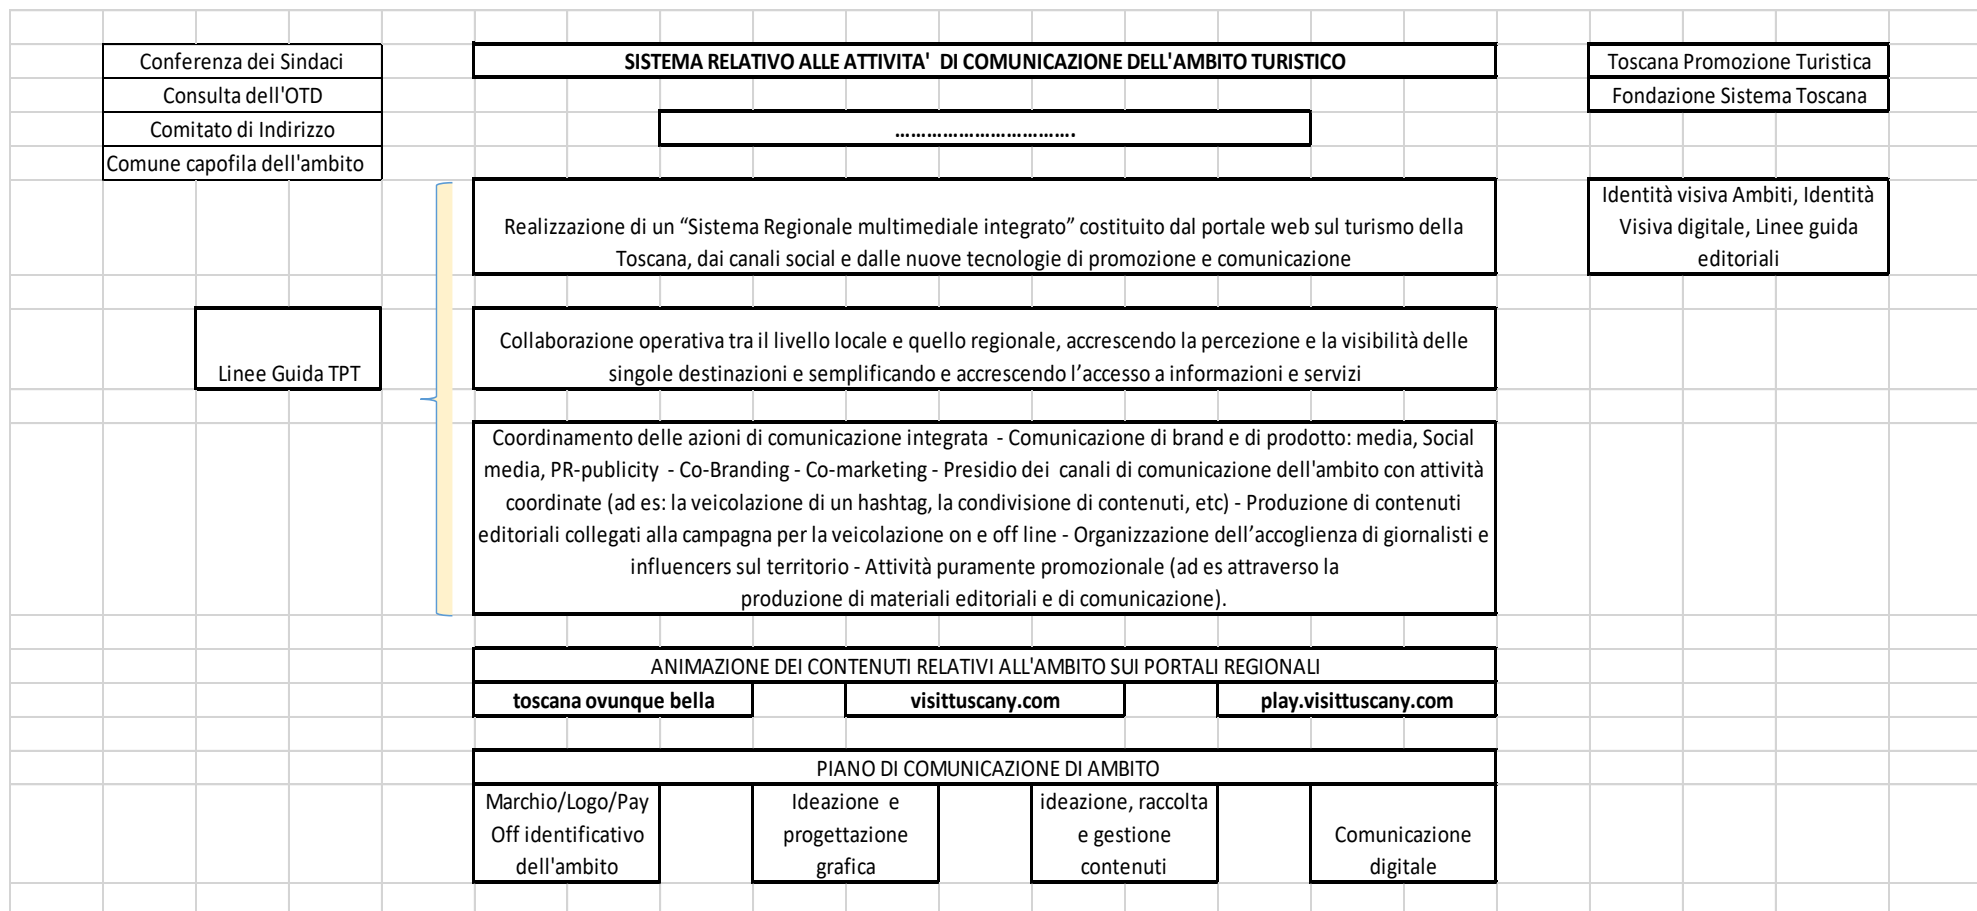 Conferenza dei Sindaci
Consulta dell'OTD
Comitato di Indirizzo
Comune capofila dell'ambito
SISTEMA RELATIVO ALLE ATTIVITA' DI COMUNICAZIONE DELL'AMBITO TURISTICO
…………………………….
Toscana Promozione Turistica
Fondazione Sistema Toscana
Realizzazione di un “Sistema Regionale multimediale integrato” costituito dal portale web sul turismo della
Toscana, dai canali social e dalle nuove tecnologie di promozione e comunicazione
Identità visiva Ambiti, Identità
Visiva digitale, Linee guida
editoriali
Linee Guida TPT
Collaborazione operativa tra il livello locale e quello regionale, accrescendo la percezione e la visibilità delle
singole destinazioni e semplificando e accrescendo l’accesso a informazioni e servizi
Coordinamento delle azioni di comunicazione integrata - Comunicazione di brand e di prodotto: media, Social
media, PR-publicity - Co-Branding - Co-marketing - Presidio dei canali di comunicazione dell'ambito con attività
coordinate (ad es: la veicolazione di un hashtag, la condivisione di contenuti, etc) - Produzione di contenuti
editoriali collegati alla campagna per la veicolazione on e off line - Organizzazione dell’accoglienza di giornalisti e
influencers sul territorio - Attività puramente promozionale (ad es attraverso la
produzione di materiali editoriali e di comunicazione).
ANIMAZIONE DEI CONTENUTI RELATIVI ALL'AMBITO SUI PORTALI REGIONALI
toscana ovunque bella
visittuscany.com
play.visittuscany.com
PIANO DI COMUNICAZIONE DI AMBITO
Marchio/Logo/Pay
Off identificativo
dell'ambito
Ideazione e
progettazione
grafica
ideazione, raccolta
e gestione
contenuti
Comunicazione
digitale